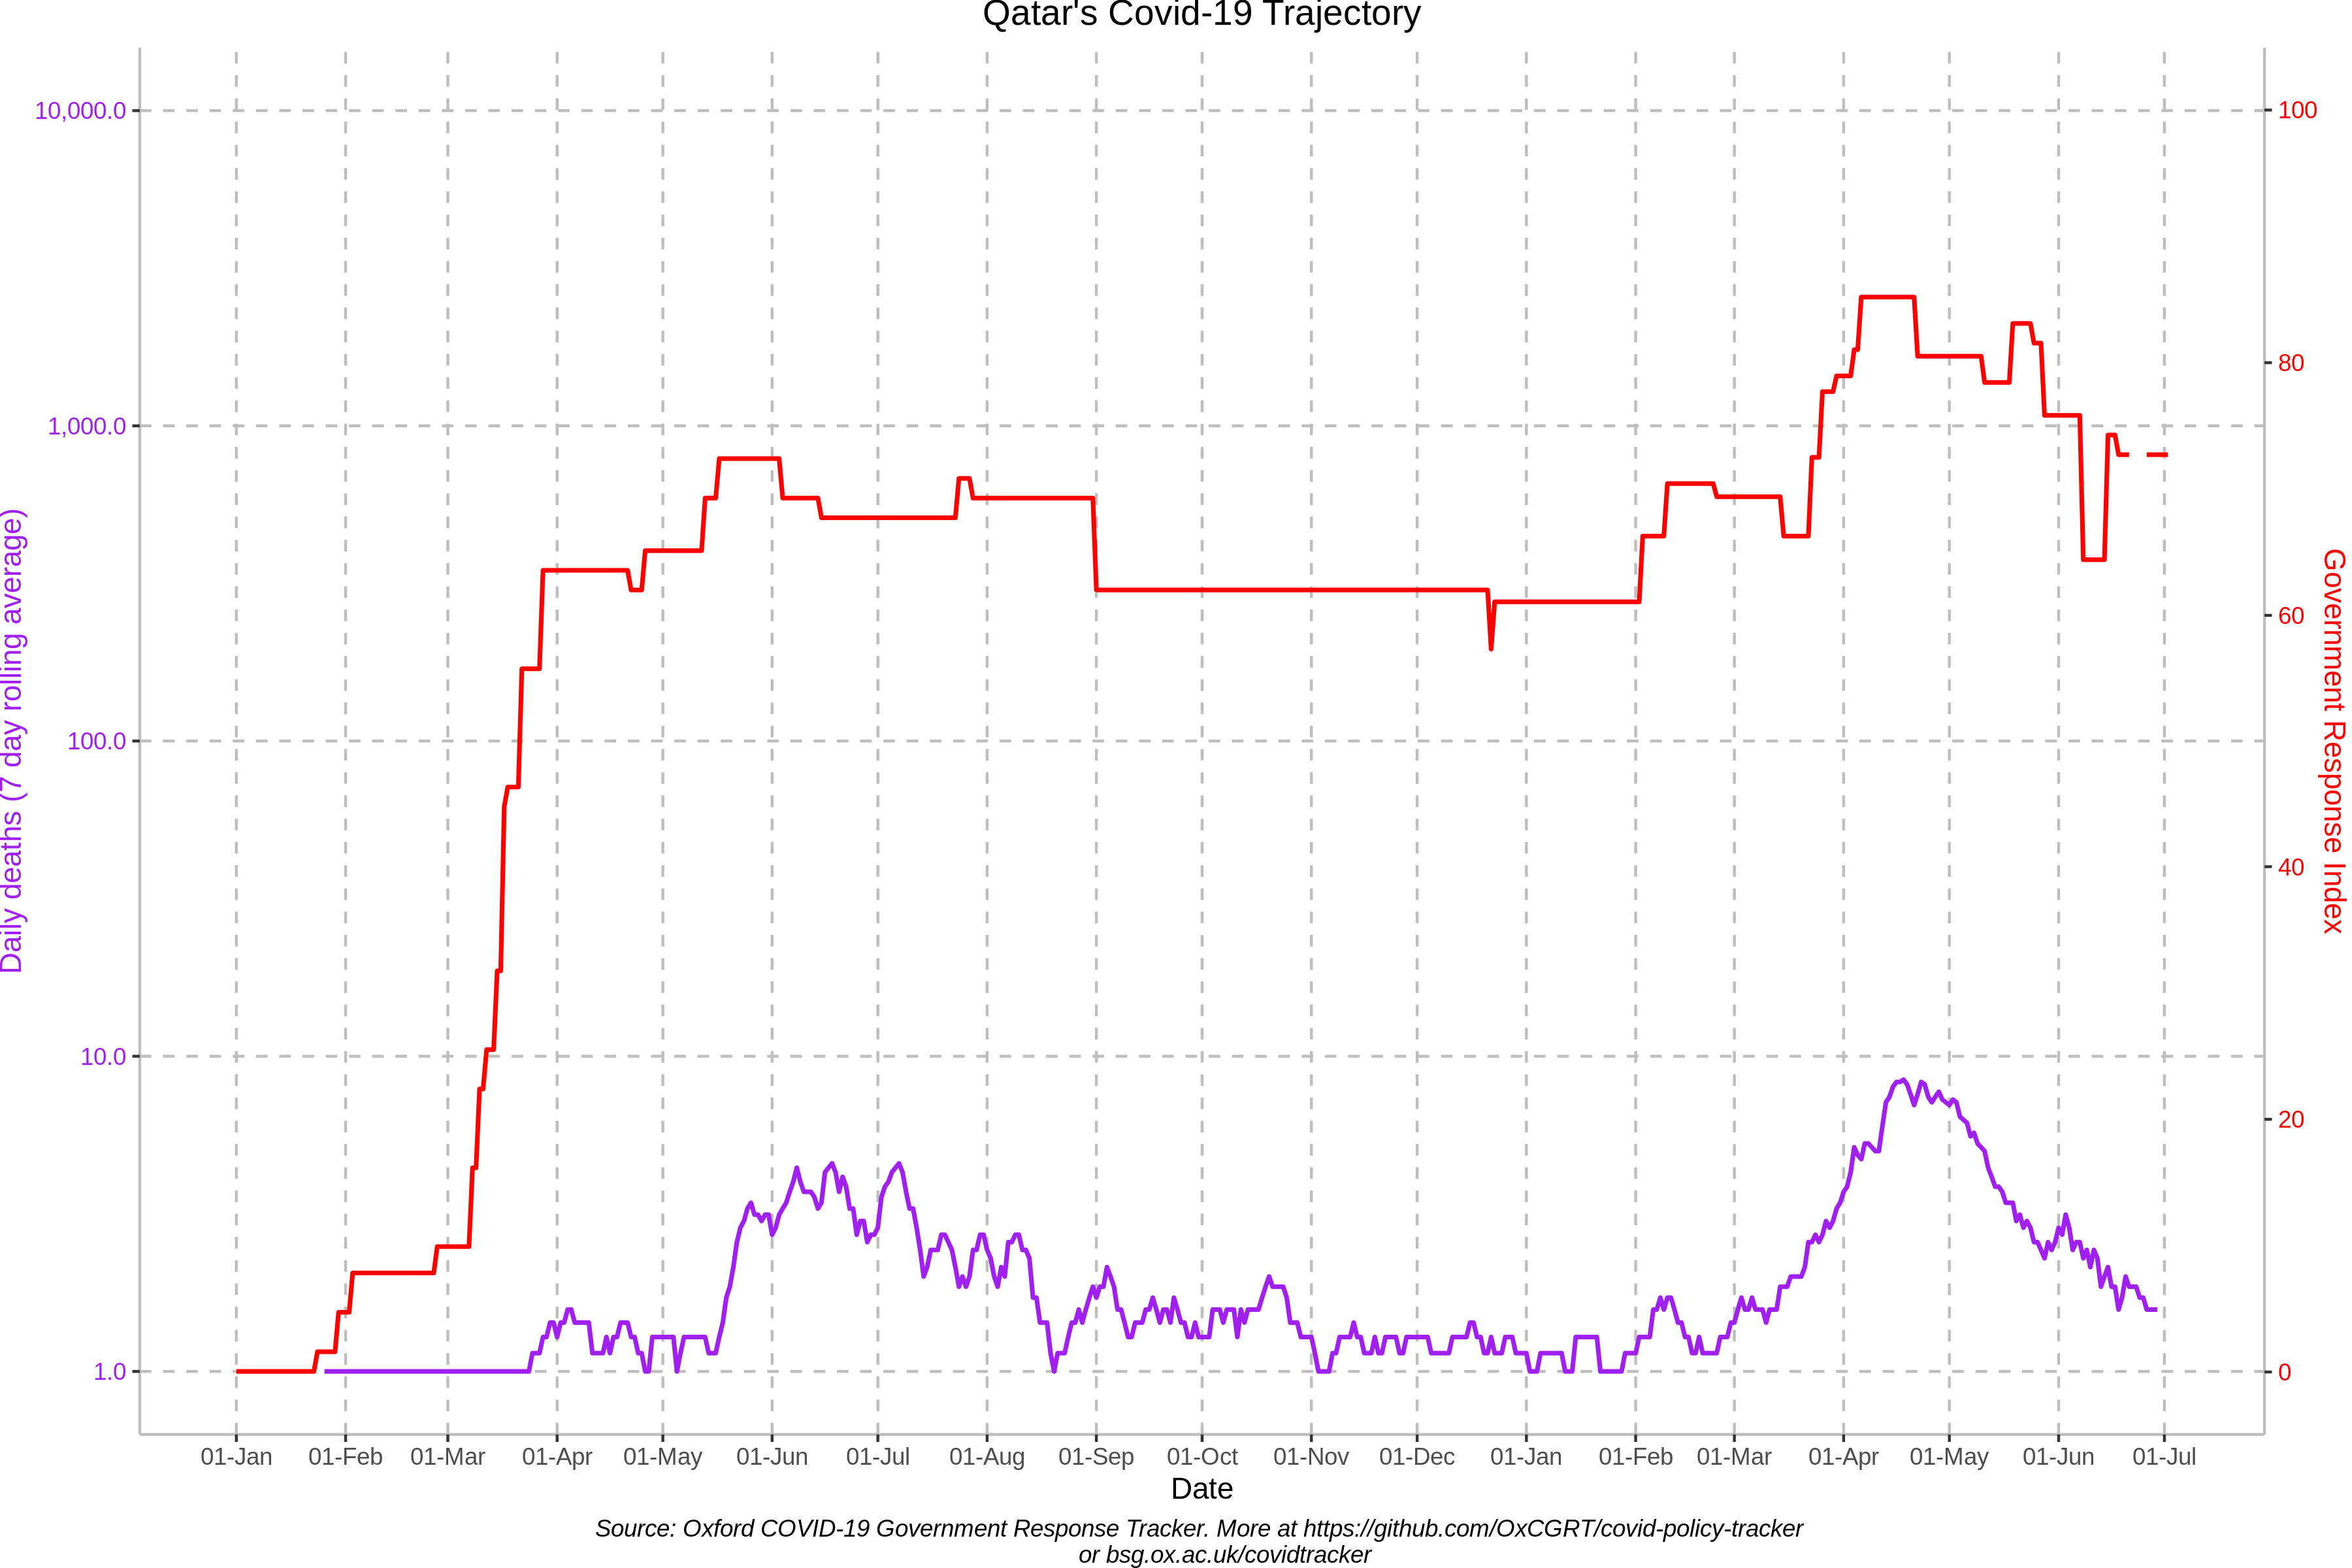 Qatar's Covid-19 Trajectory
10,000.0
1,000.0
100.0
10.0
1.0
Daily deaths (7 day rolling average)
100
80
60
40
20
0
Government Response Index
01-Jan 01-Feb 01-Mar 01-Apr 01-May 01-Jun 01-Jul 01-Aug 01-Sep 01-Oct 01-Nov 01-Dec 01-Jan 01-Feb 01-Mar 01-Apr 01-May 01-Jun 01-Jul
Date
Source: Oxford COVID-19 Government Response Tracker. More at https://github.com/OxCGRT/covid-policy-tracker
or bsg.ox.ac.uk/covidtracker